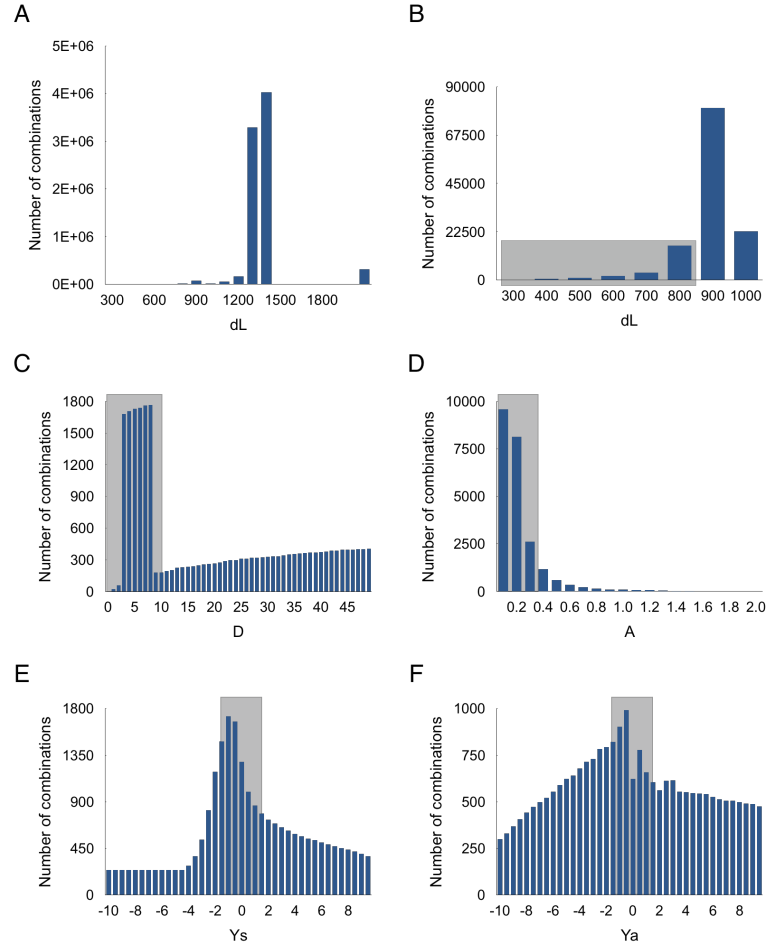 A
Number of combinations
5E+06
4E+06
3E+06
2E+06
1E+06
0E+00
300 600 900 1200 1500 1800
dL
B
Number of combinations
90000
67500
45000
22500
0
300 400 500 600 700 800 900 1000
dL
C
Number of combinations
1800
1500
1200
900
600
300
0
0 5 10 15 20 25 30 35 40 45
D
D
Number of combinations
10000
7500
5000
2500
0
0.2 0.4 0.6 0.8 1.0 1.2 1.4 1.6 1.8 2.0
A
E
Number of combinations
1800
1350
900
450
0
-10 -8 -6 -4 -2 0 2 4 6 8
Ys
F
Number of combinations
1000
750
500
250
0
-10 -8 -6 -4 -2 0 2 4 6 8
Ya